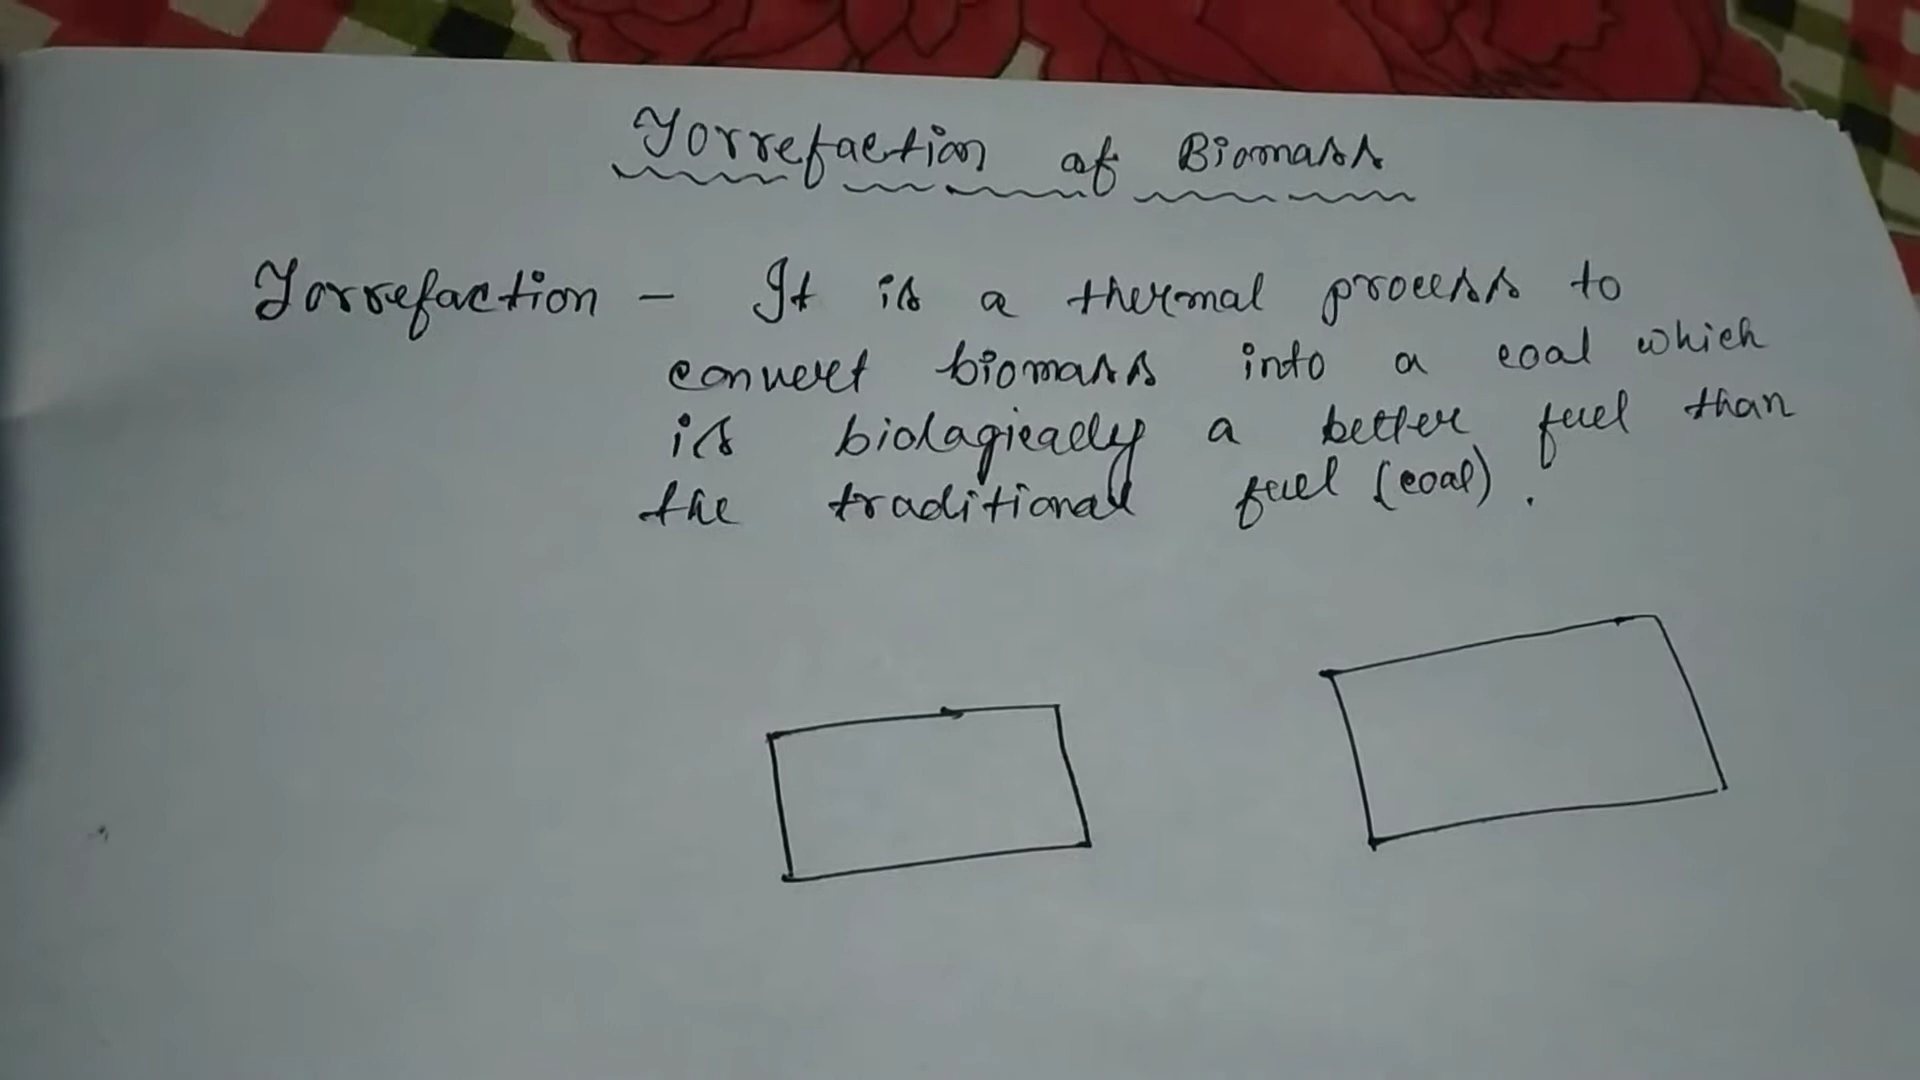 Torrefaction of Biomass
Torrefaction - It is a thermal process to
convert biomass into a coal which
is biologically a better fuel than
the traditional fuel (coal).